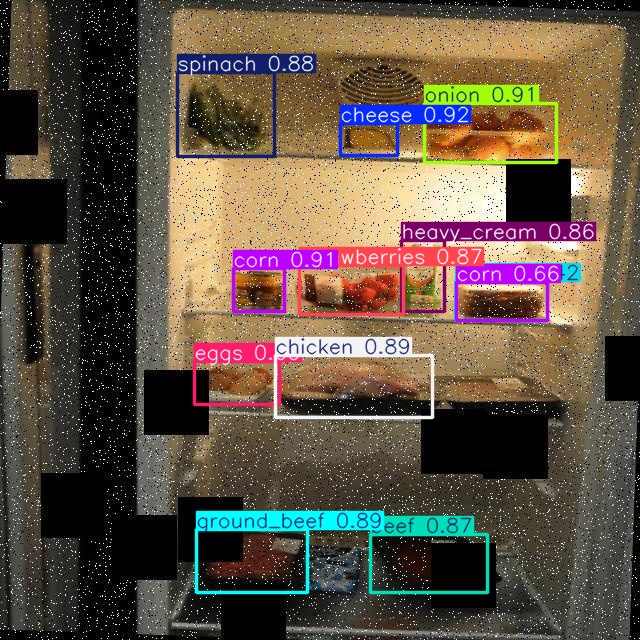 spinach 0.88
onion 0.91
cheese 0.92
heavy_cream 0.86
corn 0.91
wberries 0.87
corn 0.66
eggs
chicken 0.89
ground_beef 0.89
eef 0.87